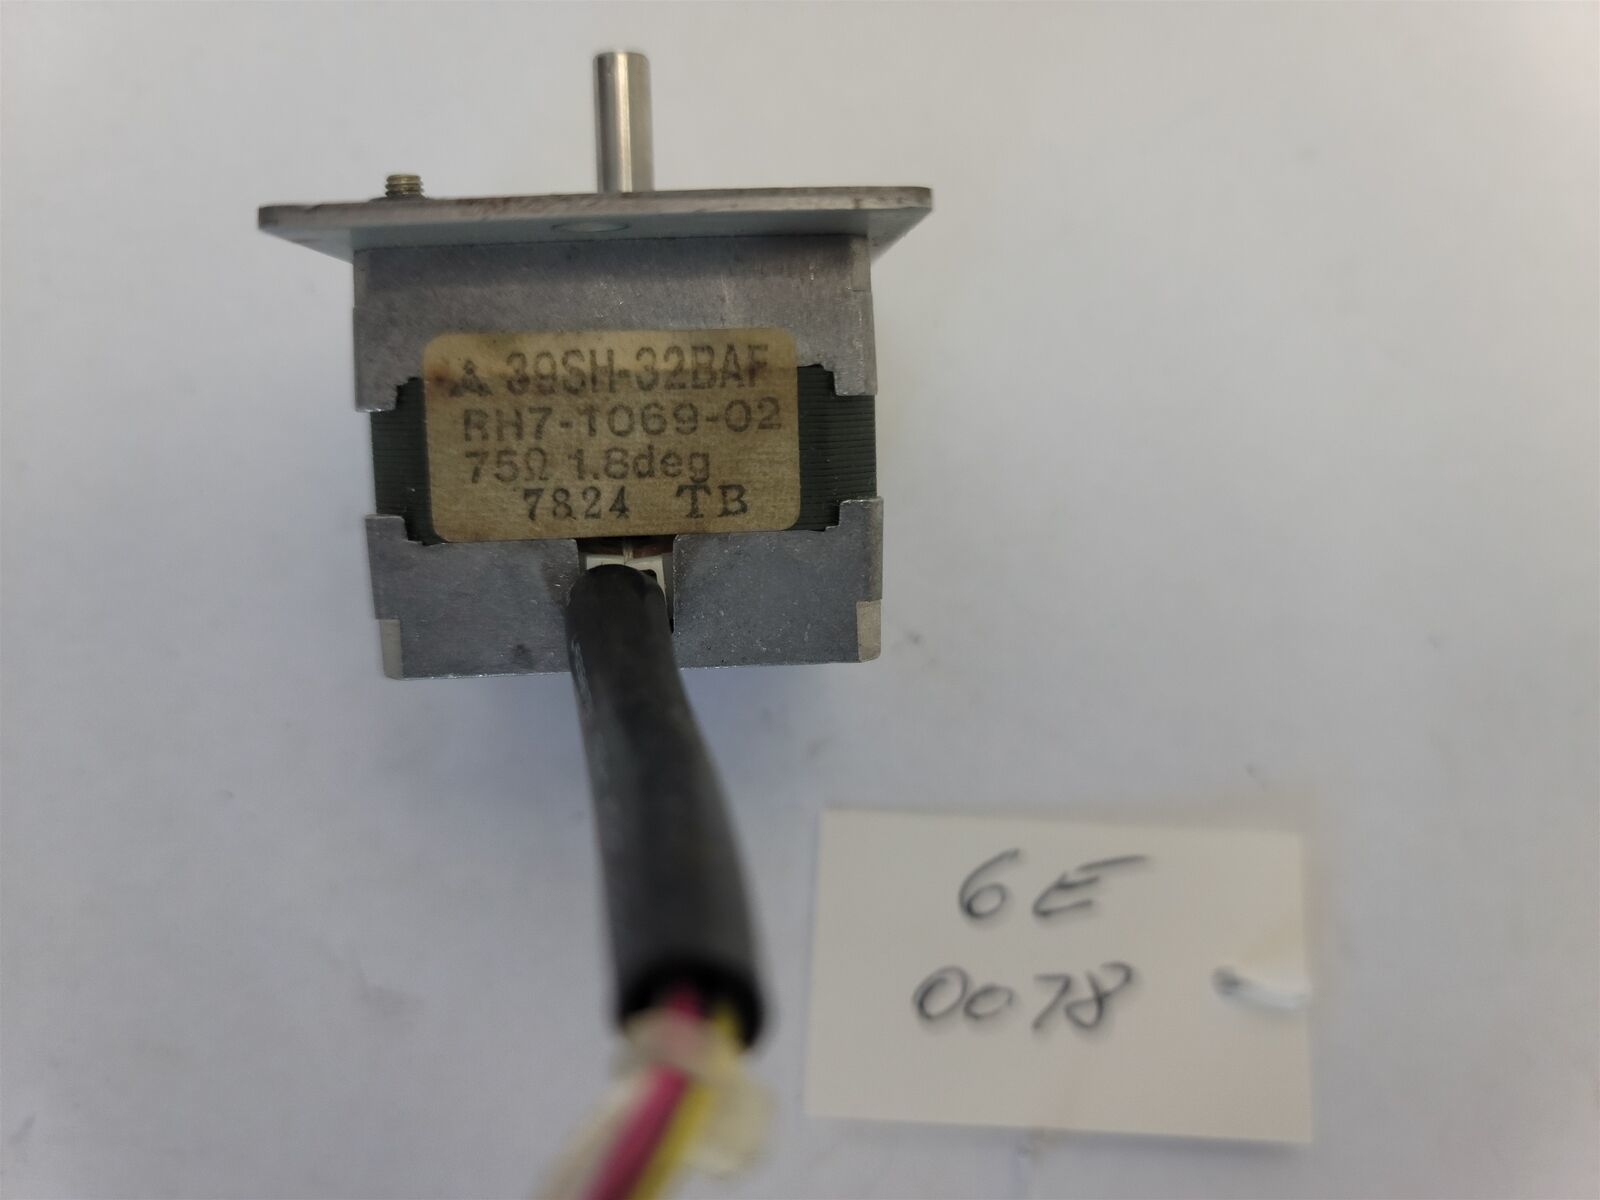 39SH-32BAF
RH7-1069-02
75Ω 1.8deg
7824 TB
6E
0078